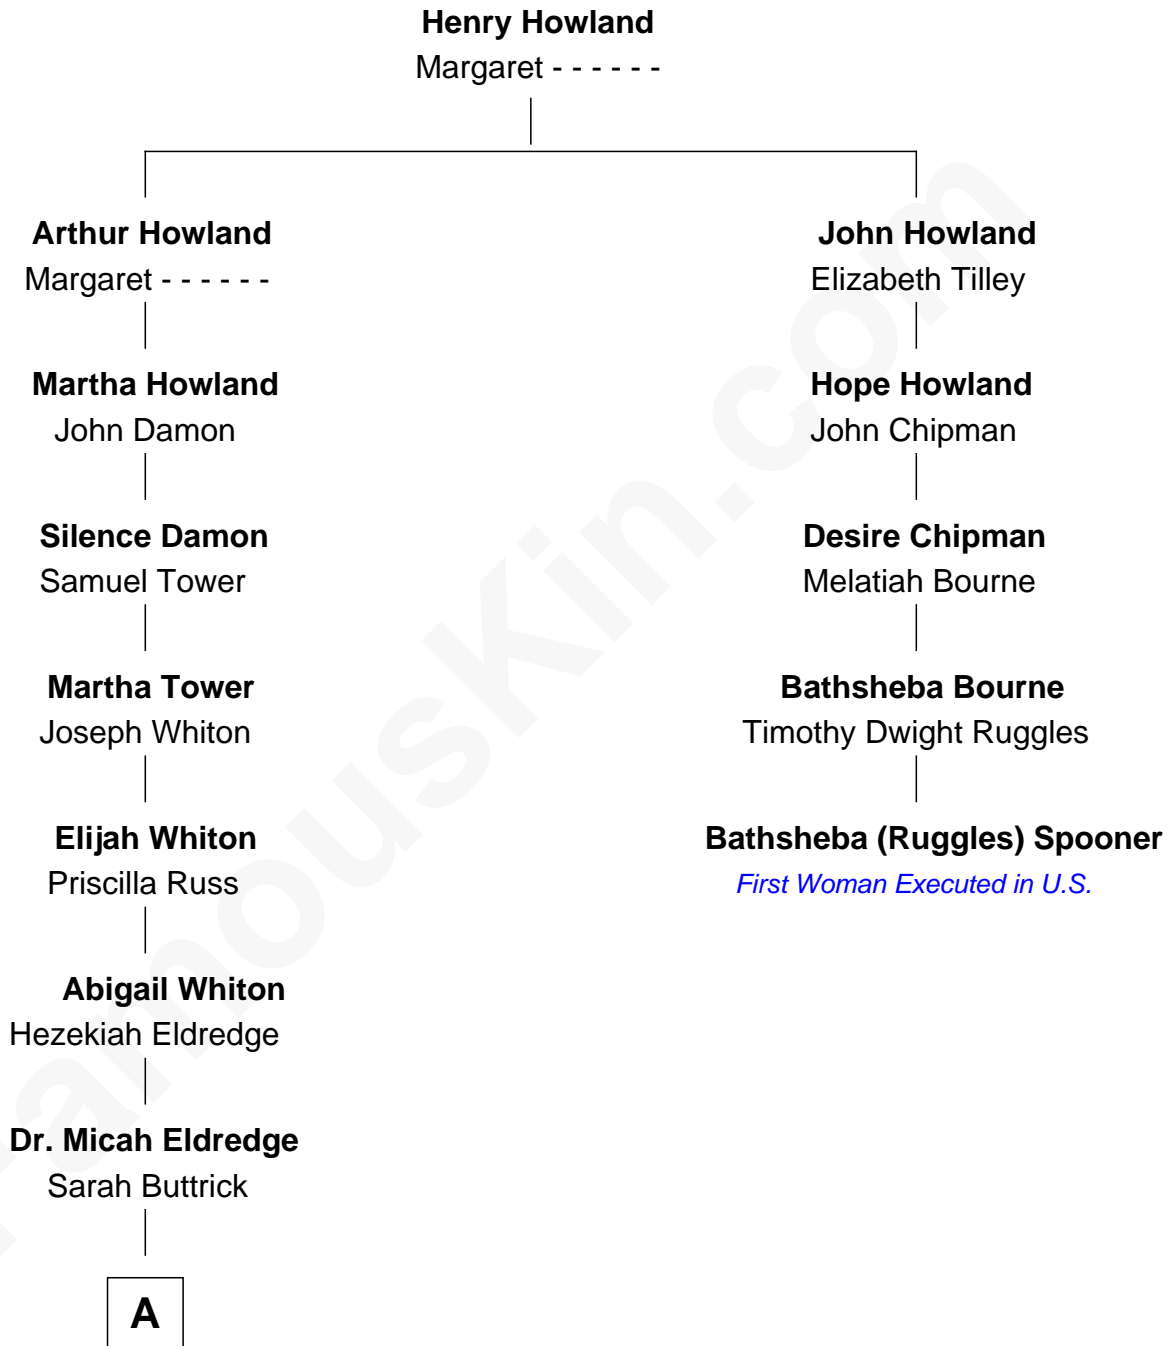 Henry Howland
Margaret - - - - - -
Arthur Howland
Margaret - - - - - -
John Howland
Elizabeth Tilley
Martha Howland
John Damon
Hope Howland
John Chipman
Silence Damon
Samuel Tower
Desire Chipman
Melatiah Bourne
Martha Tower
Joseph Whiton
Bathsheba Bourne
Timothy Dwight Ruggles
Elijah Whiton
Priscilla Russ
Bathsheba (Ruggles) Spooner
First Woman Executed in U.S.
Abigail Whiton
Hezekiah Eldredge
Dr. Micah Eldredge
Sarah Buttrick
A
FamousKin.com